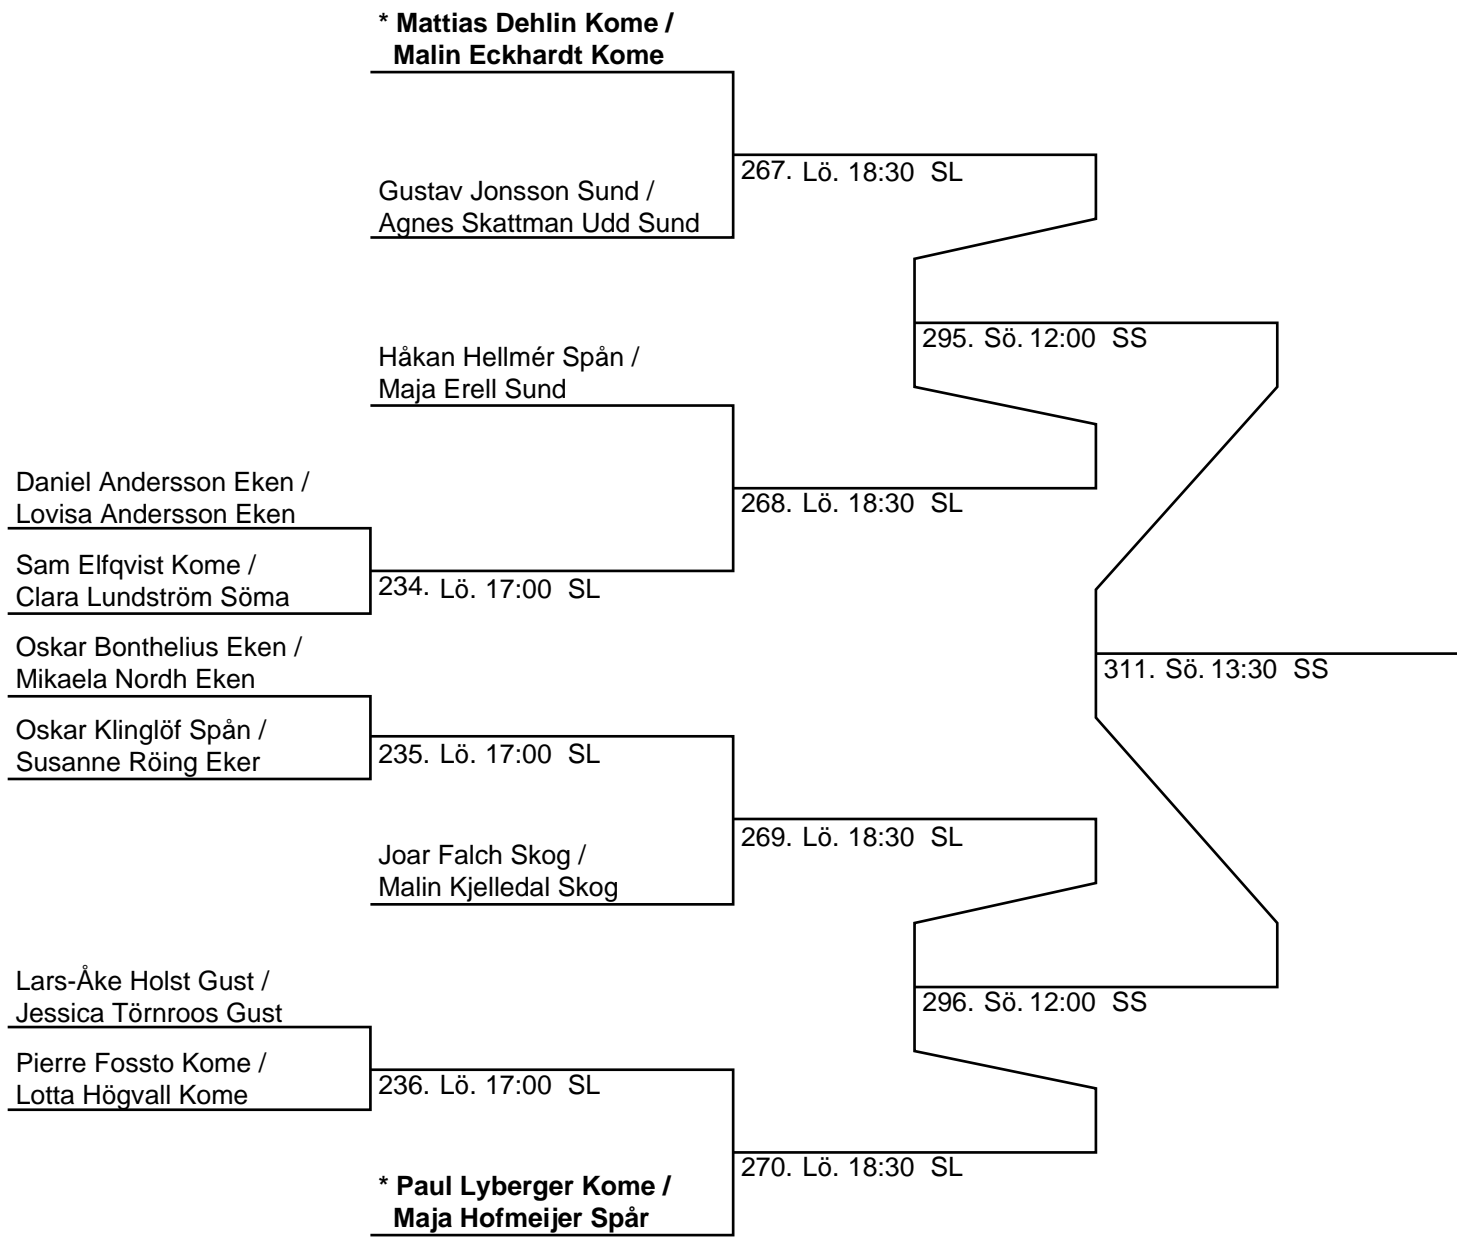 * Mattias Dehlin Kome /
Malin Eckhardt Kome
267. Lö. 18:30 SL
Gustav Jonsson Sund /
Agnes Skattman Udd Sund
295. Sö. 12:00 SS
Håkan Hellmér Spån /
Maja Erell Sund
Daniel Andersson Eken /
Lovisa Andersson Eken
268. Lö. 18:30 SL
Sam Elfqvist Kome /
Clara Lundström Söma
234. Lö. 17:00 SL
Oskar Bonthelius Eken /
Mikaela Nordh Eken
311. Sö. 13:30 SS
Oskar Klinglöf Spån /
Susanne Röing Eker
235. Lö. 17:00 SL
269. Lö. 18:30 SL
Joar Falch Skog /
Malin Kjelledal Skog
Lars-Åke Holst Gust /
Jessica Törnroos Gust
296. Sö. 12:00 SS
Pierre Fossto Kome /
Lotta Högvall Kome
236. Lö. 17:00 SL
270. Lö. 18:30 SL
* Paul Lyberger Kome /
Maja Hofmeijer Spår